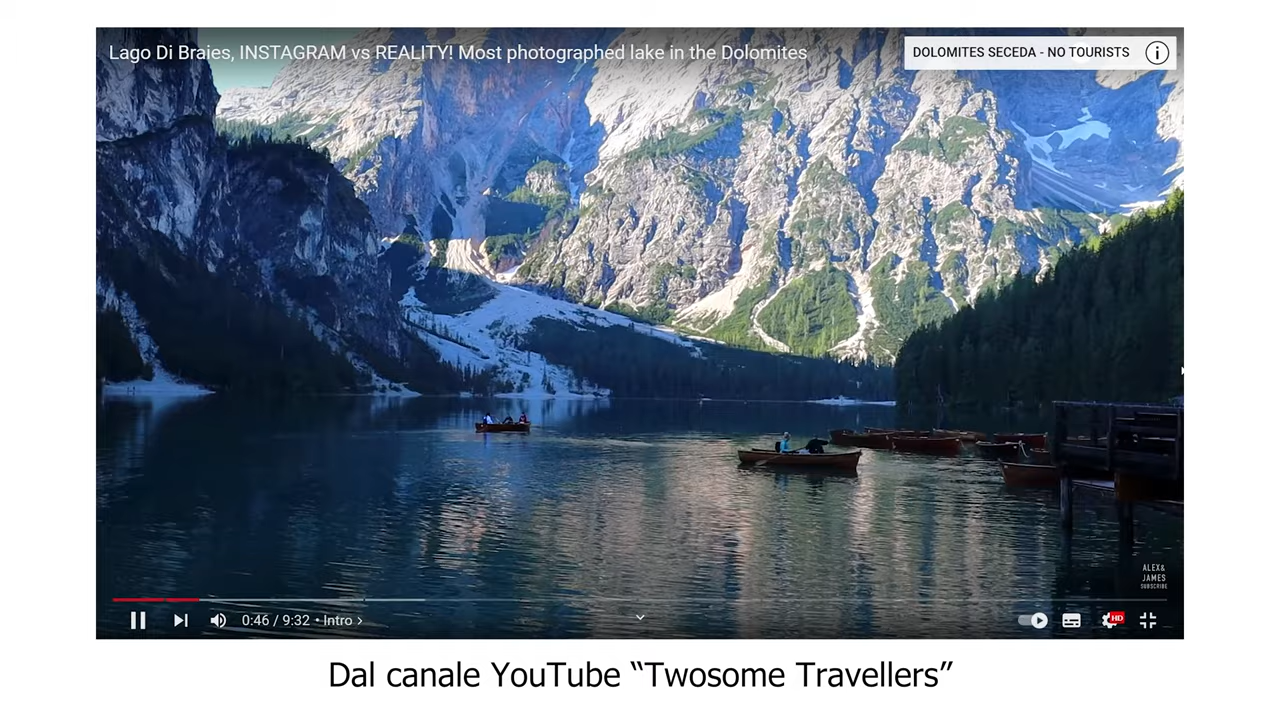 Lago Di Braies, INSTAGRAM vs REALITY! Most photographed lake in the Dolomites
DOLOMITES SECEDA - NO TOURISTS
ALEX&
JAMES
SUBSCRIBE
0:46 / 9:32 • Intro
HD
Dal canale YouTube “Twosome Travellers”